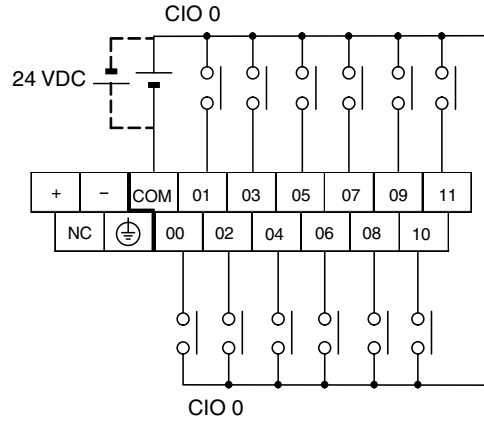 CIO 0
24 VDC
+ − COM 01 03 05 07 09 11
NC 00 02 04 06 08 10
CIO 0